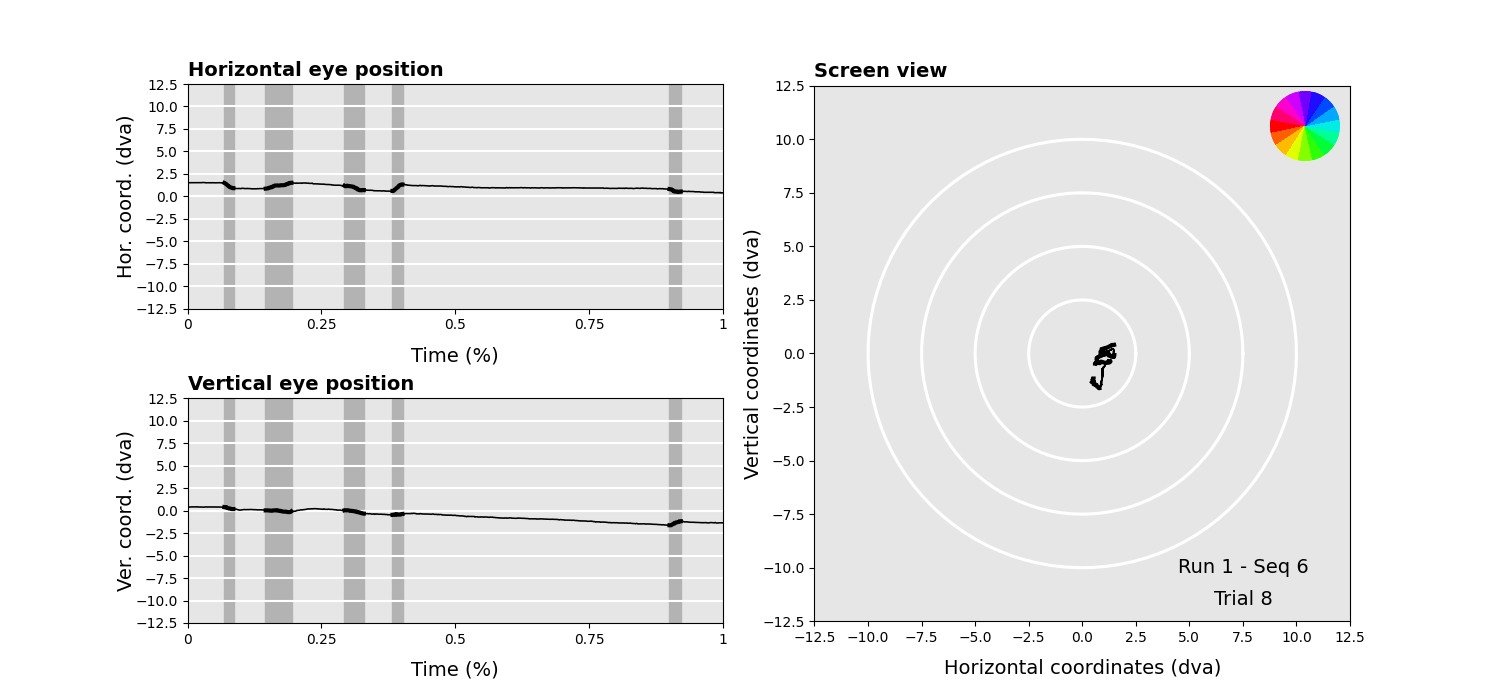 Horizontal eye position
Hor. coord. (dva)
12.5
10.0
7.5
5.0
2.5
0.0
−2.5
−5.0
−7.5
−10.0
−12.5
0 0.25 0.5 0.75 1
Time (%)
Vertical eye position
Ver. coord. (dva)
12.5
10.0
7.5
5.0
2.5
0.0
−2.5
−5.0
−7.5
−10.0
−12.5
0 0.25 0.5 0.75 1
Time (%)
Screen view
Vertical coordinates (dva)
12.5
10.0
7.5
5.0
2.5
0.0
−2.5
−5.0
−7.5
−10.0
−12.5
Run 1 - Seq 6
Trial 8
−12.5 −10.0 −7.5 −5.0 −2.5 0.0 2.5 5.0 7.5 10.0 12.5
Horizontal coordinates (dva)